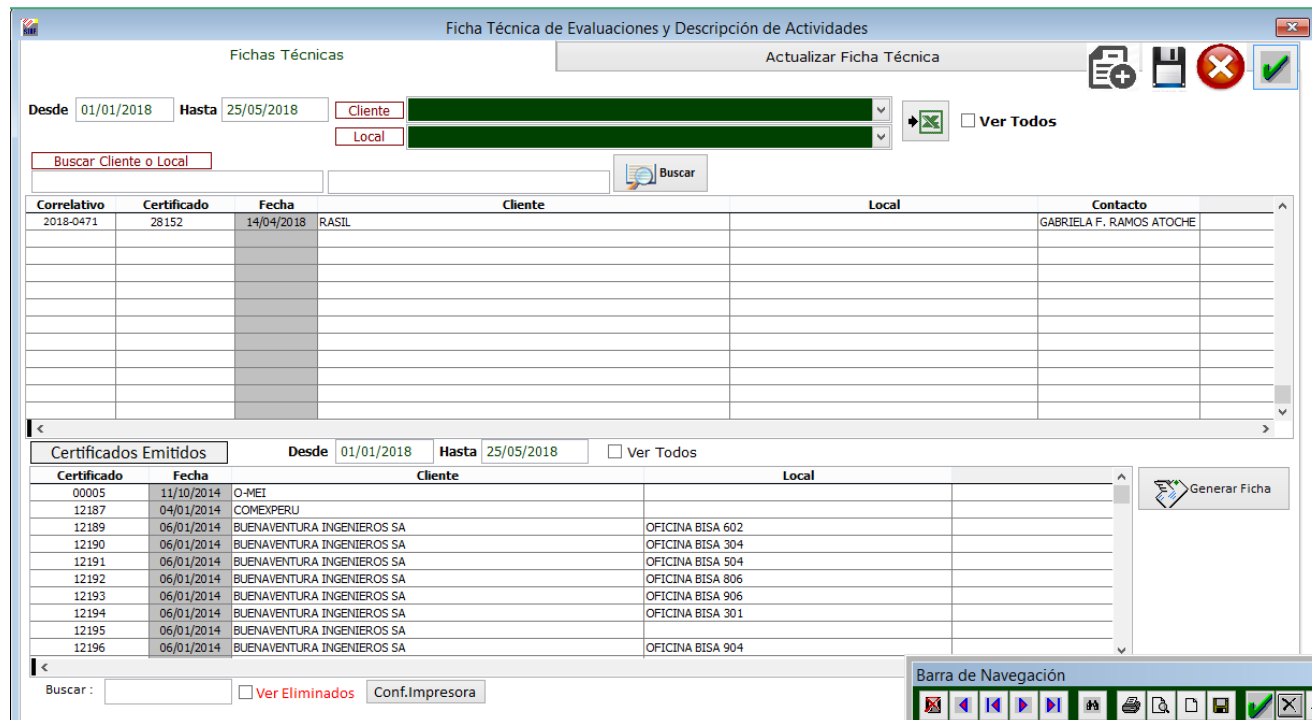 Ficha Técnica de Evaluaciones y Descripción de Actividades
Fichas Técnicas Actualizar Ficha Técnica
Desde 01/01/2018 Hasta 25/05/2018 Cliente
Local
Ver Todos
Buscar Cliente o Local
Buscar
Correlativo Certificado Fecha Cliente Local Contacto
2018-0471 28152 14/04/2018 RASIL GABRIELA F. RAMOS ATOCHE
Certificados Emitidos Desde 01/01/2018 Hasta 25/05/2018 Ver Todos
Certificado Fecha Cliente Local
00005 11/10/2014 O-MEI
12187 04/01/2014 COMEXPERU
12189 06/01/2014 BUENAVENTURA INGENIEROS SA OFICINA BISA 602
12190 06/01/2014 BUENAVENTURA INGENIEROS SA OFICINA BISA 304
12191 06/01/2014 BUENAVENTURA INGENIEROS SA OFICINA BISA 504
12192 06/01/2014 BUENAVENTURA INGENIEROS SA OFICINA BISA 806
12193 06/01/2014 BUENAVENTURA INGENIEROS SA OFICINA BISA 906
12194 06/01/2014 BUENAVENTURA INGENIEROS SA OFICINA BISA 301
12195 06/01/2014 BUENAVENTURA INGENIEROS SA
12196 06/01/2014 BUENAVENTURA INGENIEROS SA OFICINA BISA 904
Generar Ficha
Buscar : Ver Eliminados Conf.Impresora
Barra de Navegación